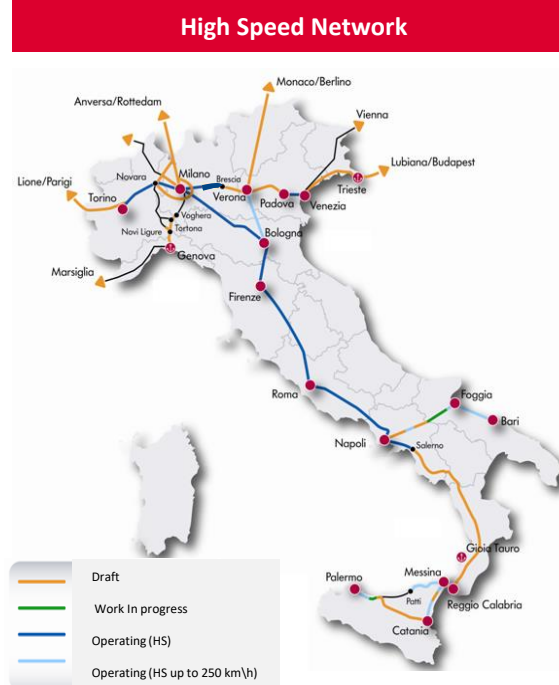 High Speed Network
Monaco/Berlino
Anversa/Rottedam
Vienna
Lubiana/Budapest
Novara
Milano
Brescia
Lione/Parigi
Trieste
Torino
Verona
Padova
Venezia
Voghera
Tortona
Novi Ligure
Bologna
Genova
Marsiglia
Firenze
Roma
Foggia
Bari
Napoli
Salerno
Gioia Tauro
Messina
Palermo
Patti
Reggio Calabria
Catania
Draft
Work In progress
Operating (HS)
Operating (HS up to 250 km\h)